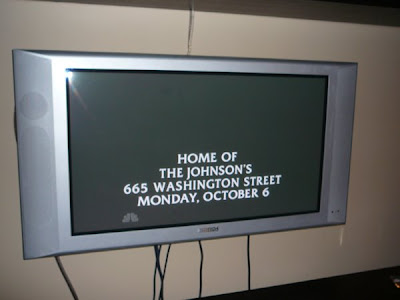 HOME OF
THE JOHNSON'S
665 WASHINGTON STREET
MONDAY, OCTOBER 6